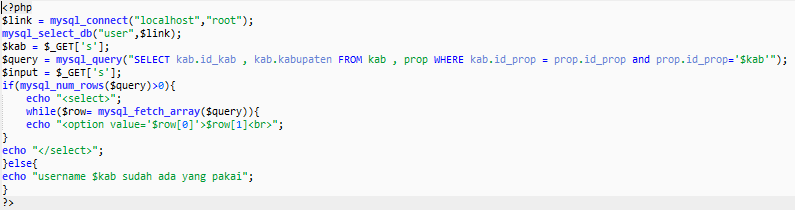 <?php
$link = mysql_connect("localhost","root");
mysql_select_db("user",$link);
$kab = $_GET['s'];
$query = mysql_query("SELECT kab.id_kab , kab.kabupaten FROM kab , prop WHERE kab.id_prop = prop.id_prop and prop.id_prop='$kab'");
$input = $_GET['s'];
if(mysql_num_rows($query)>0){
    echo "<select>";
    while($row= mysql_fetch_array($query)){
    echo "<option value='$row[0]'>$row[1]<br>";
}
echo "</select>";
}else{
echo "username $kab sudah ada yang pakai";
}
?>